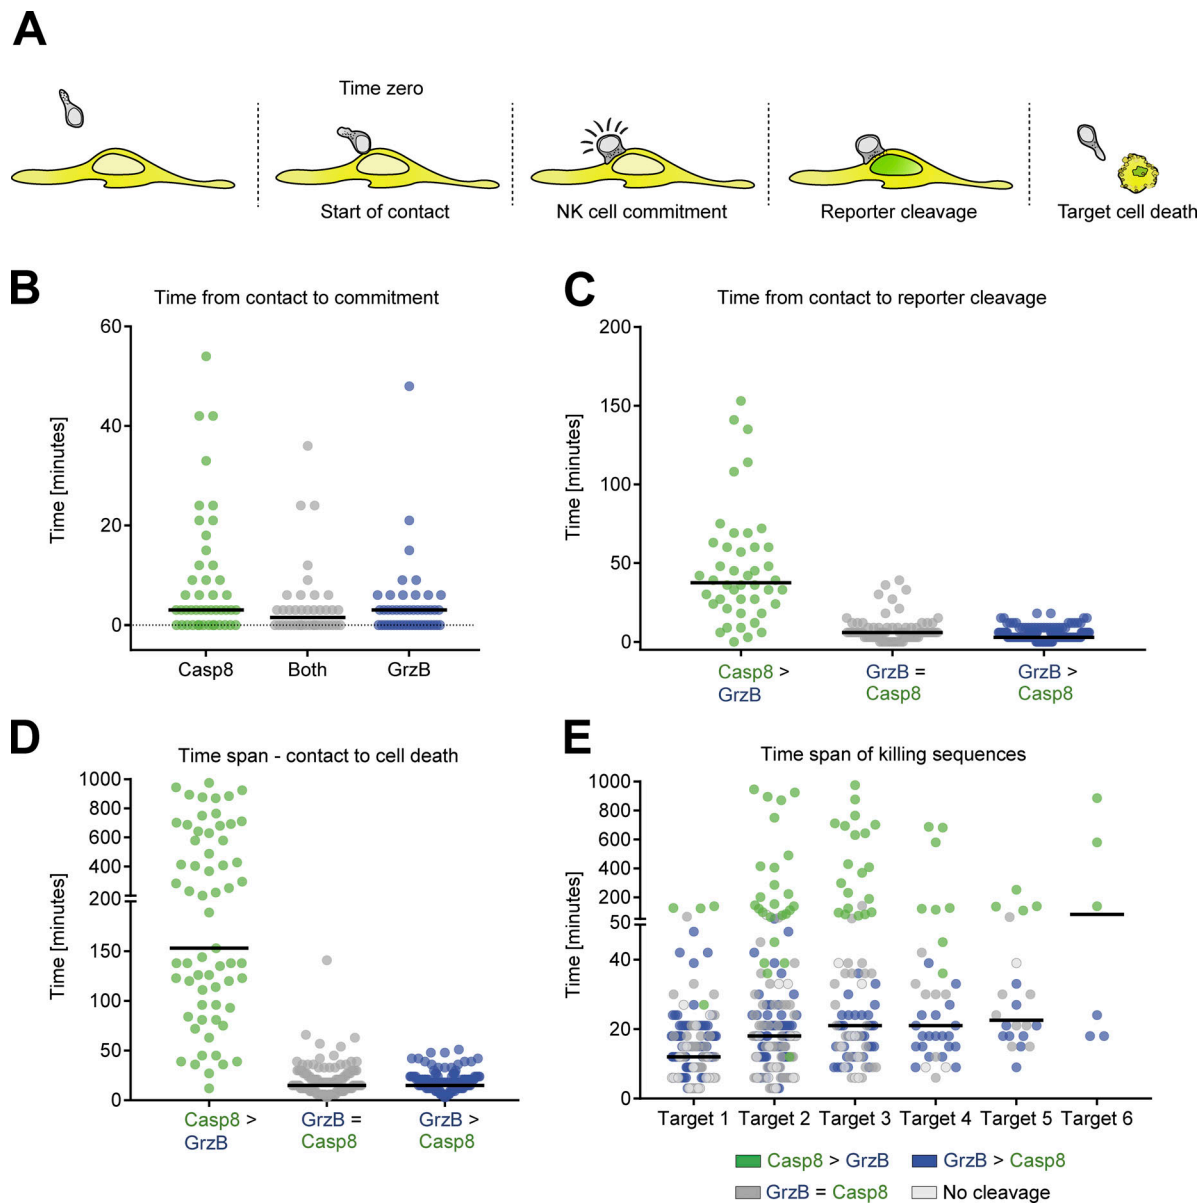 A
Time zero
Start of contact
NK cell commitment
Reporter cleavage
Target cell death
B
Time from contact to commitment
Time [minutes]
60
40
20
0
Casp8
Both
GrzB
C
Time from contact to reporter cleavage
Time [minutes]
200
150
100
50
0
Casp8 >
GrzB
GrzB =
Casp8
GrzB >
Casp8
D
Time span - contact to cell death
Time [minutes]
1000
800
600
400
200
150
100
50
0
Casp8 >
GrzB
GrzB =
Casp8
GrzB >
Casp8
E
Time span of killing sequences
Time [minutes]
1000
800
600
400
200
50
40
20
0
Target 1
Target 2
Target 3
Target 4
Target 5
Target 6
Casp8 > GrzB
GrzB > Casp8
GrzB = Casp8
No cleavage